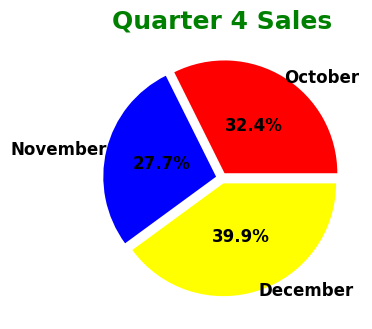 Quarter 4 Sales
October
32.4%
November
27.7%
39.9%
December